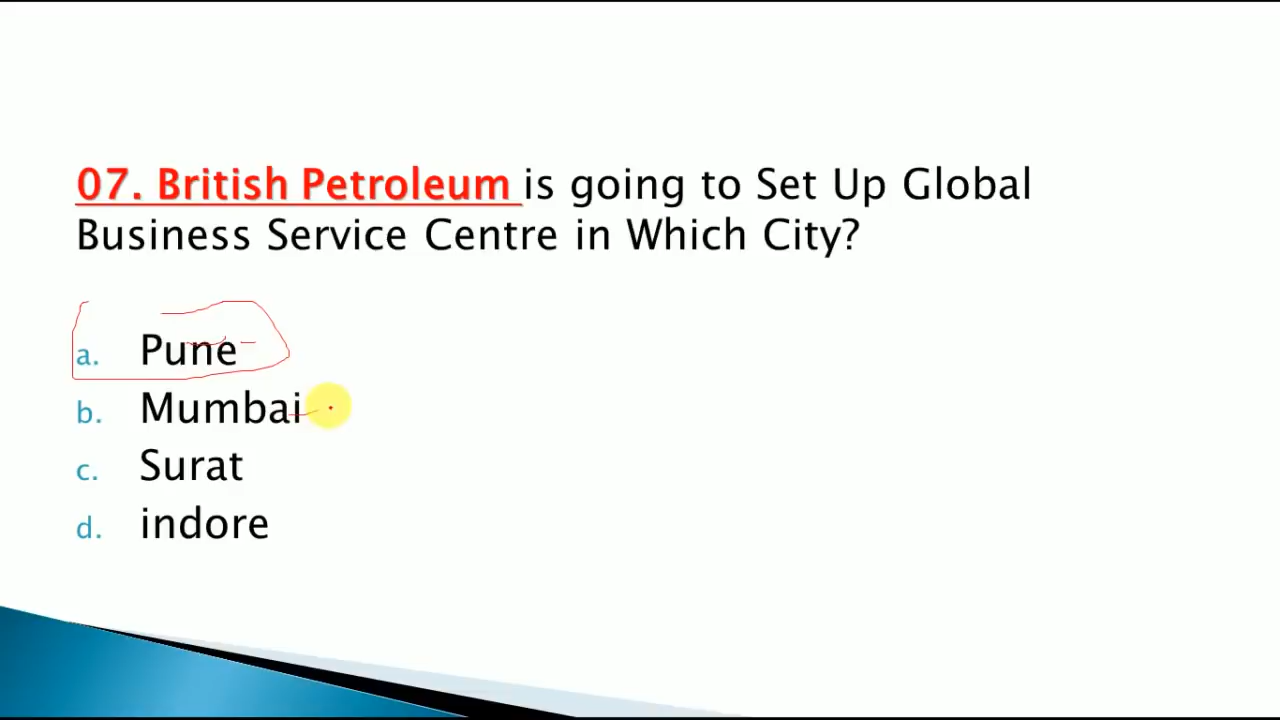 07. British Petroleum is going to Set Up Global
Business Service Centre in Which City?
a. Pune
b. Mumbai
c. Surat
d. indore